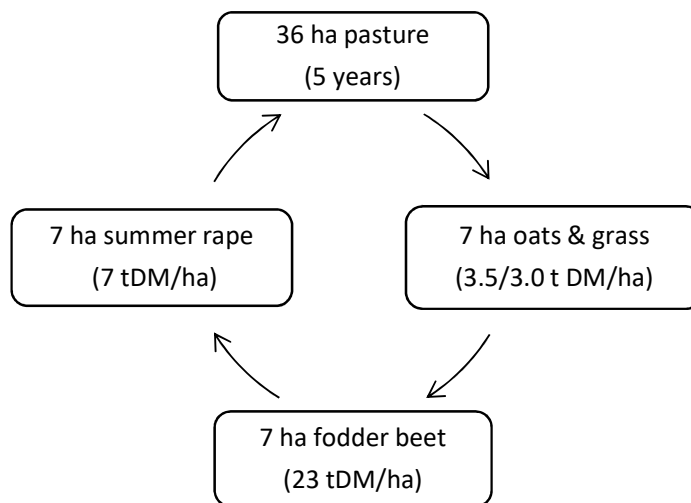 36 ha pasture
(5 years)
7 ha oats & grass
(3.5/3.0 t DM/ha)
7 ha fodder beet
(23 tDM/ha)
7 ha summer rape
(7 tDM/ha)